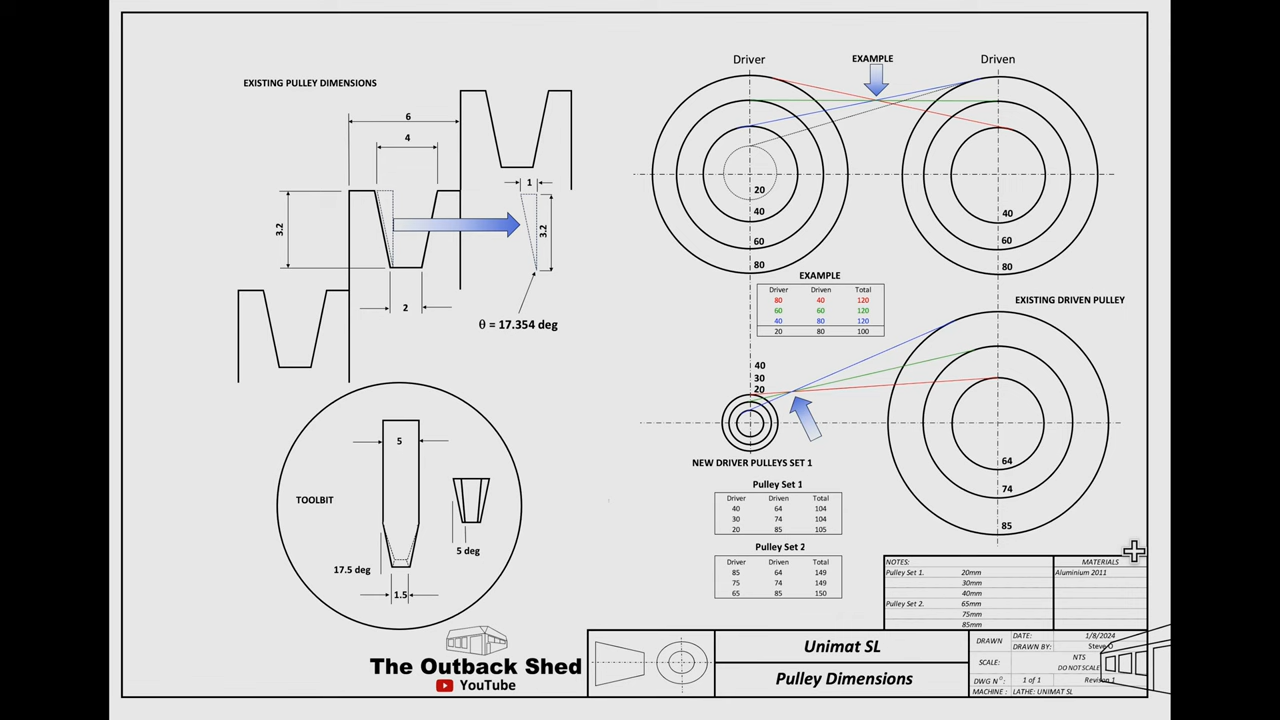 EXISTING PULLEY DIMENSIONS
6
4
3.2
2
1
3.2
θ = 17.354 deg
Driver
EXAMPLE
Driven
20
40
60
80
40
60
80
EXAMPLE
Driver Driven Total
80 40 120
60 60 120
40 80 120
20 80 100
EXISTING DRIVEN PULLEY
40
30
20
64
74
85
NEW DRIVER PULLEYS SET 1
Pulley Set 1
Driver Driven Total
40 64 104
30 74 104
20 85 105
Pulley Set 2
Driver Driven Total
85 64 149
75 74 149
65 85 150
TOOLBIT
5
5 deg
17.5 deg
1.5
NOTES: MATERIALS
Pulley Set 1. 20mm Aluminium 2011
30mm
40mm
Pulley Set 2. 65mm
75mm
85mm
The Outback Shed
YouTube
Unimat SL
Pulley Dimensions
DRAWN DATE: 1/8/2024
DRAWN BY: Steve O
SCALE: NTS
DO NOT SCALE
DWG NO: 1 of 1 Revision 1
MACHINE : LATHE: UNIMAT SL